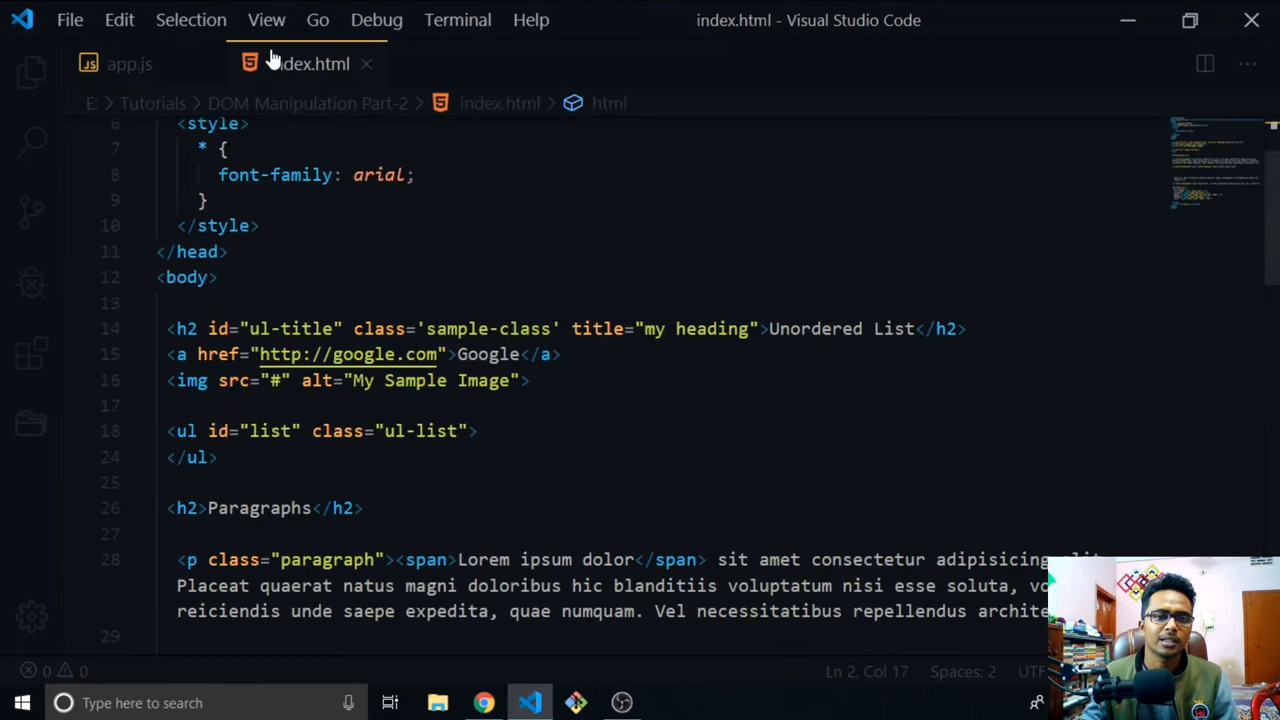 File Edit Selection View Go Debug Terminal Help index.html - Visual Studio Code
JS app.js index.html
E: > Tutorials > DOM Manipulation Part-2 > index.html > html
6 <style>
7 * {
8 font-family: arial;
9 }
10 </style>
11 </head>
12 <body>
13
14 <h2 id="ul-title" class='sample-class' title="my heading">Unordered List</h2>
15 <a href="http://google.com">Google</a>
16 <img src="#" alt="My Sample Image">
17
18 <ul id="list" class="ul-list">
24 </ul>
25
26 <h2>Paragraphs</h2>
27
28 <p class="paragraph"><span>Lorem ipsum dolor</span> sit amet consectetur adipisicing elit.
Placeat quaerat natus magni doloribus hic blanditiis voluptatum nisi esse soluta, vo
reiciendis unde saepe expedita, quae numquam. Vel necessitatibus repellendus archite
29
0 0 Ln 2, Col 17 Spaces: 2 UTF
Type here to search